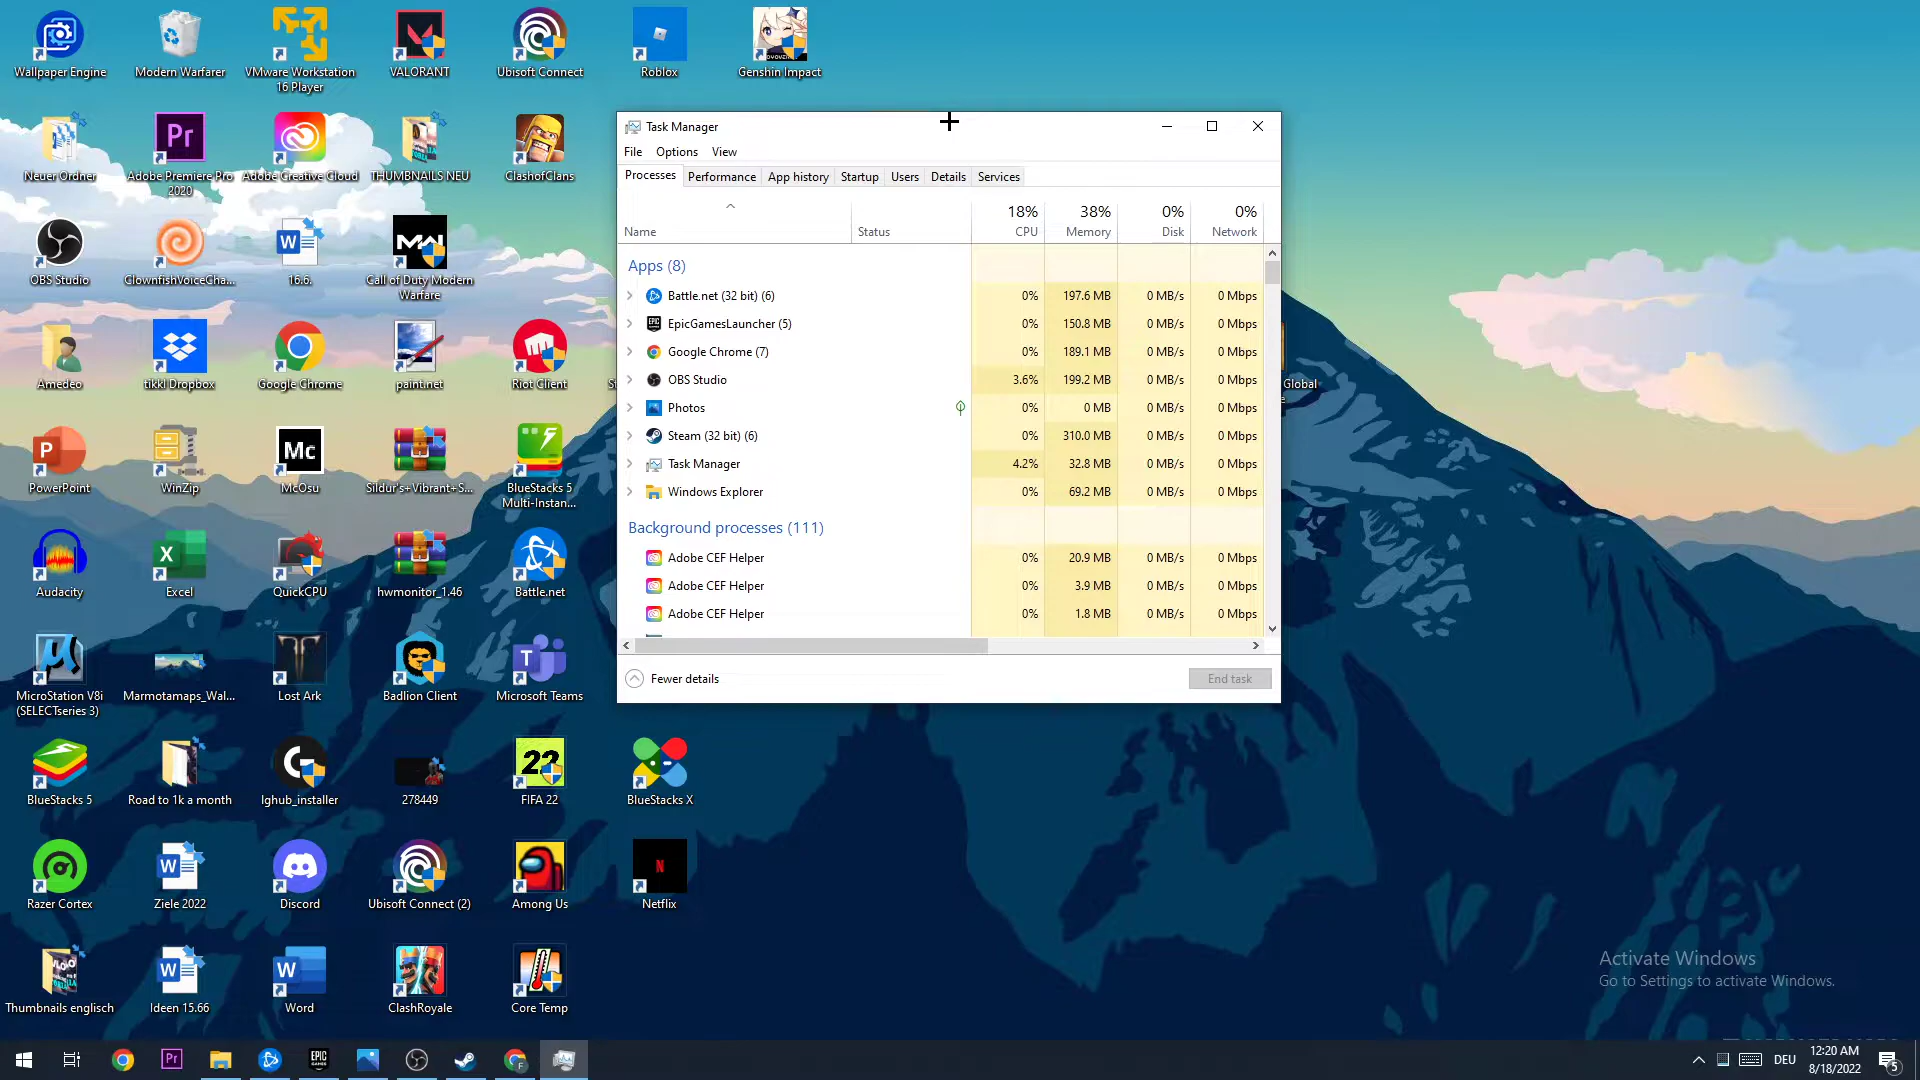 Wallpaper Engine
Modern Warfarer
VMware Workstation
16 Player
VALORANT
Ubisoft Connect
Roblox
Genshin Impact
Neuer Ordner
Adobe Premiere Pro
2020
Adobe Creative Cloud
THUMBNAILS NEU
ClashofClans
OBS Studio
ClownfishVoiceCha...
16.6.
Call of Duty Modern
Warfare
Amedeo
tikkl Dropbox
Google Chrome
paint.net
Riot Client
Global
PowerPoint
WinZip
McOsu
Sildur's+Vibrant+S...
BlueStacks 5
Multi-Instan...
Audacity
Excel
QuickCPU
hwmonitor_1.46
Battle.net
MicroStation V8i
(SELECTseries 3)
Marmotamaps_Wal...
Lost Ark
Badlion Client
Microsoft Teams
BlueStacks 5
Road to 1k a month
lghub_installer
278449
FIFA 22
BlueStacks X
Razer Cortex
Ziele 2022
Discord
Ubisoft Connect (2)
Among Us
Netflix
Thumbnails englisch
Ideen 15.66
Word
ClashRoyale
Core Temp
Task Manager
File Options View
Processes Performance App history Startup Users Details Services
18% 38% 0% 0%
Name Status CPU Memory Disk Network
Apps (8)
Battle.net (32 bit) (6) 0% 197.6 MB 0 MB/s 0 Mbps
EpicGamesLauncher (5) 0% 150.8 MB 0 MB/s 0 Mbps
Google Chrome (7) 0% 189.1 MB 0 MB/s 0 Mbps
OBS Studio 3.6% 199.2 MB 0 MB/s 0 Mbps
Photos 0% 0 MB 0 MB/s 0 Mbps
Steam (32 bit) (6) 0% 310.0 MB 0 MB/s 0 Mbps
Task Manager 4.2% 32.8 MB 0 MB/s 0 Mbps
Windows Explorer 0% 69.2 MB 0 MB/s 0 Mbps
Background processes (111)
Adobe CEF Helper 0% 20.9 MB 0 MB/s 0 Mbps
Adobe CEF Helper 0% 3.9 MB 0 MB/s 0 Mbps
Adobe CEF Helper 0% 1.8 MB 0 MB/s 0 Mbps
Fewer details End task
Activate Windows
Go to Settings to activate Windows.
DEU
12:20 AM
8/18/2022
5